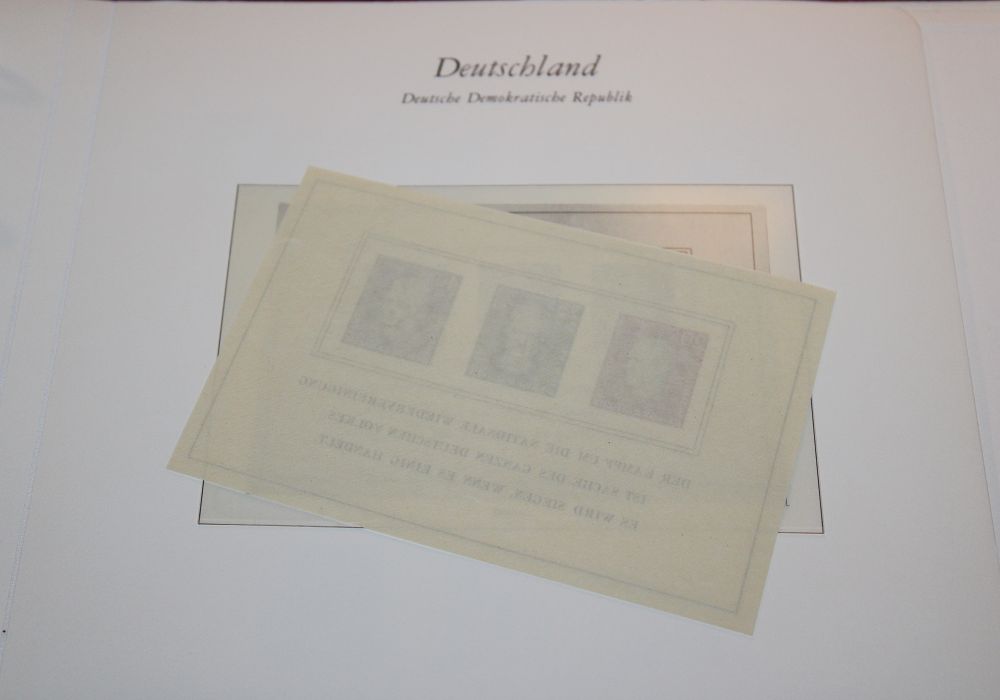 Deutschland
Deutsche Demokratische Republik
DER KAMPF UM DIE NATIONALE WIEDERVEREINIGUNG
IST SACHE DES GANZEN DEUTSCHEN VOLKES
ES WIRD SIEGEN, WENN ES EINIG HANDELT.